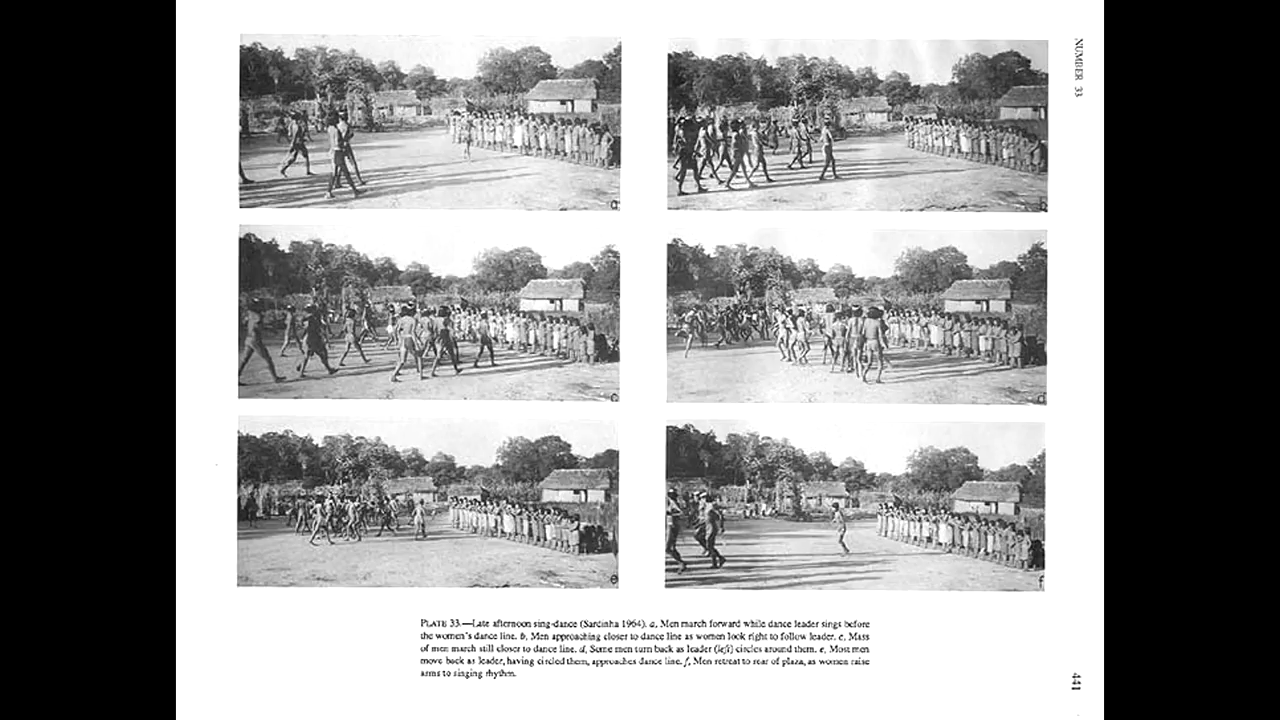 NUMBER 33
a
b
c
d
e
f
PLATE 33.—Late afternoon sing-dance (Sardinha 1964). a, Men march forward while dance leader sings before
the women's dance line. b, Men approaching closer to dance line as women look right to follow leader. c, Mass
of men march still closer to dance line. d, Some men turn back as leader (left) circles around them. e, Most men
move back as leader, having circled them, approaches dance line. f, Men retreat to rear of plaza, as women raise
arms to singing rhythm.
441